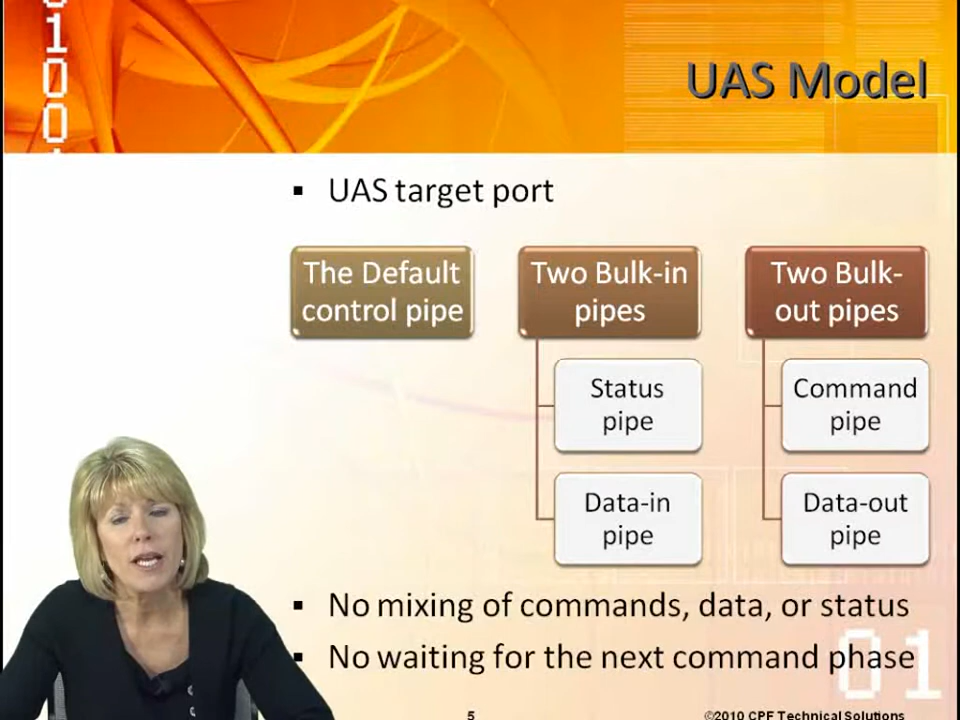 0100
UAS Model
▪ UAS target port
The Default
control pipe
Two Bulk-in
pipes
Two Bulk-
out pipes
Status
pipe
Command
pipe
Data-in
pipe
Data-out
pipe
▪ No mixing of commands, data, or status
▪ No waiting for the next command phase
01
5
©2010 CPF Technical Solutions